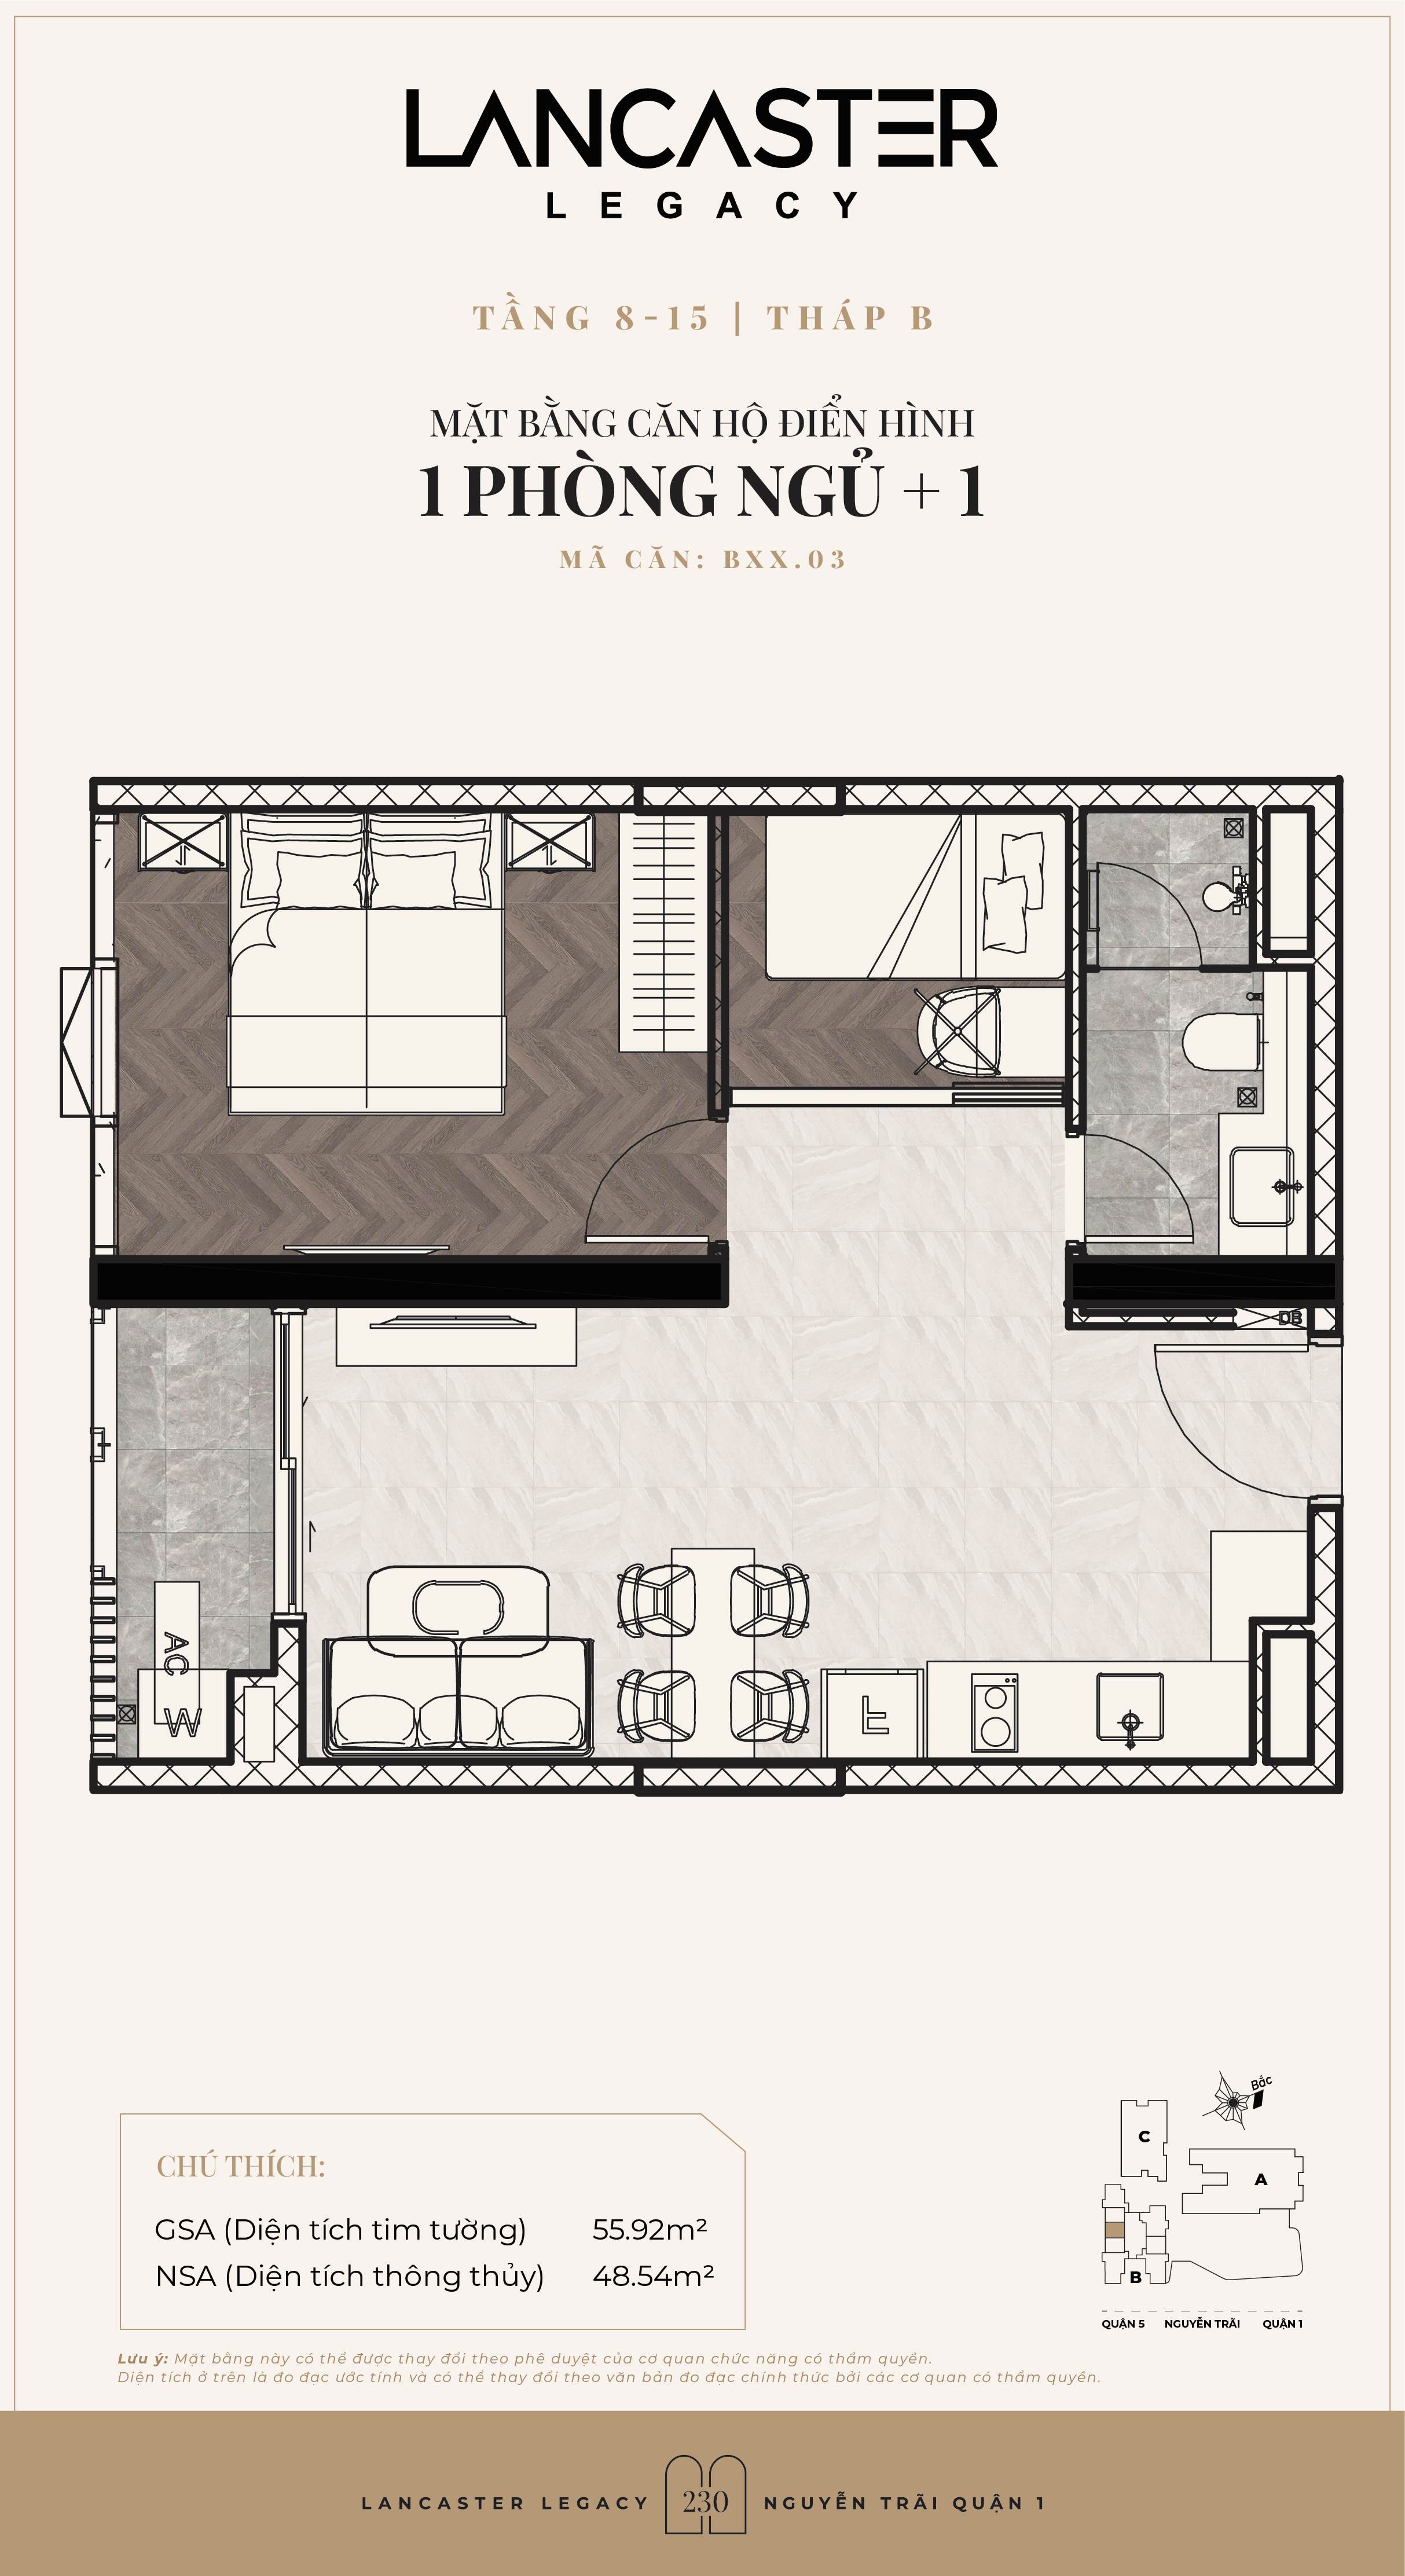 LANCASTER
LEGACY
TẦNG 8-15 | THÁP B
MẶT BẰNG CĂN HỘ ĐIỂN HÌNH
1 PHÒNG NGỦ + 1
MÃ CĂN: BXX.03
DB
AC
W
F
CHÚ THÍCH:
GSA (Diện tích tim tường) 55.92m²
NSA (Diện tích thông thủy) 48.54m²
Bắc
C
A
B
QUẬN 5 NGUYỄN TRÃI QUẬN 1
Lưu ý: Mặt bằng này có thể được thay đổi theo phê duyệt của cơ quan chức năng có thẩm quyền.
Diện tích ở trên là đo đạc ước tính và có thể thay đổi theo văn bản đo đạc chính thức bởi các cơ quan có thẩm quyền.
LANCASTER LEGACY 230 NGUYỄN TRÃI QUẬN 1